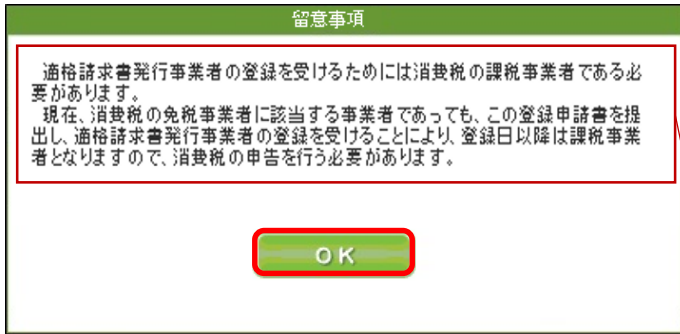 留意事項
適格請求書発行事業者の登録を受けるためには消費税の課税事業者である必
要があります。
現在、消費税の免税事業者に該当する事業者であっても、この登録申請書を提
出し、適格請求書発行事業者の登録を受けることにより、登録日以降は課税事業
者となりますので、消費税の申告を行う必要があります。
OK